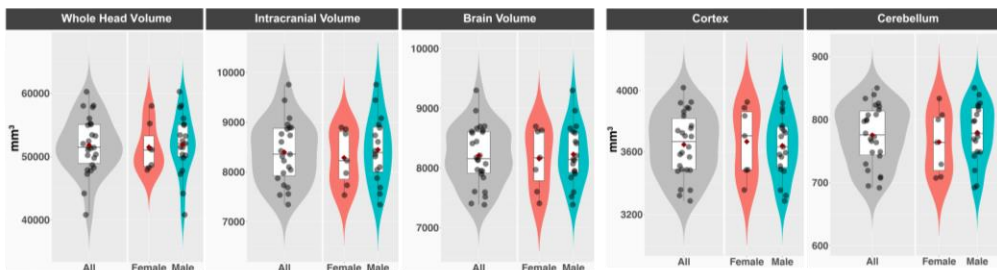 Whole Head Volume
mm³
60000
50000
40000
All Female Male
Intracranial Volume
10000
9000
8000
7000
All Female Male
Brain Volume
10000
9000
8000
7000
All Female Male
Cortex
mm³
4000
3600
3200
All Female Male
Cerebellum
900
800
700
600
All Female Male